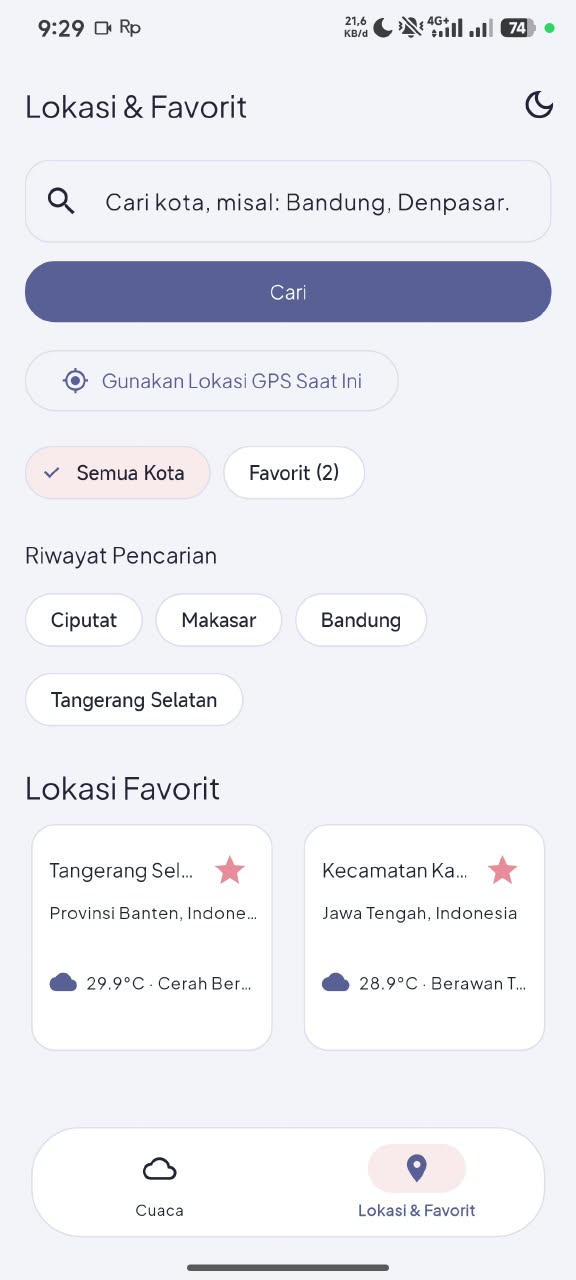 9:29 Rp 21,6 KB/d 4G+ 74
Lokasi & Favorit
Cari kota, misal: Bandung, Denpasar.
Cari
Gunakan Lokasi GPS Saat Ini
Semua Kota Favorit (2)
Riwayat Pencarian
Ciputat Makasar Bandung
Tangerang Selatan
Lokasi Favorit
Tangerang Sel...
Provinsi Banten, Indone...
29.9°C · Cerah Ber...
Kecamatan Ka...
Jawa Tengah, Indonesia
28.9°C · Berawan T...
Cuaca Lokasi & Favorit